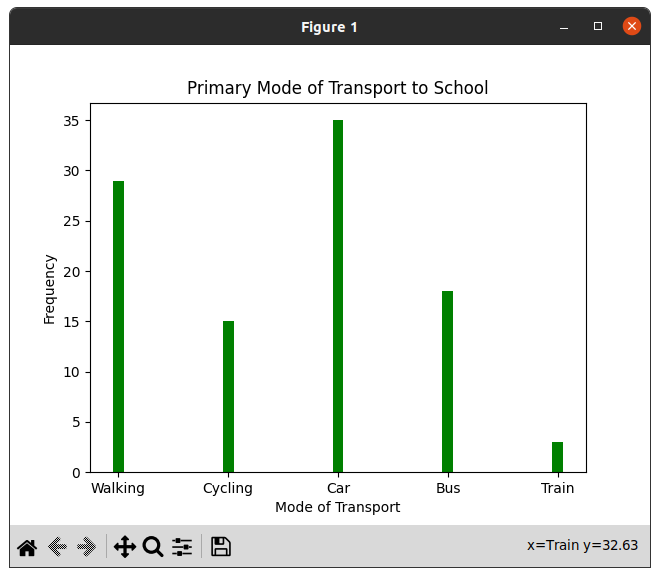 Figure 1
Primary Mode of Transport to School
35
30
25
20
15
10
5
0
Frequency
Walking Cycling Car Bus Train
Mode of Transport
x=Train y=32.63